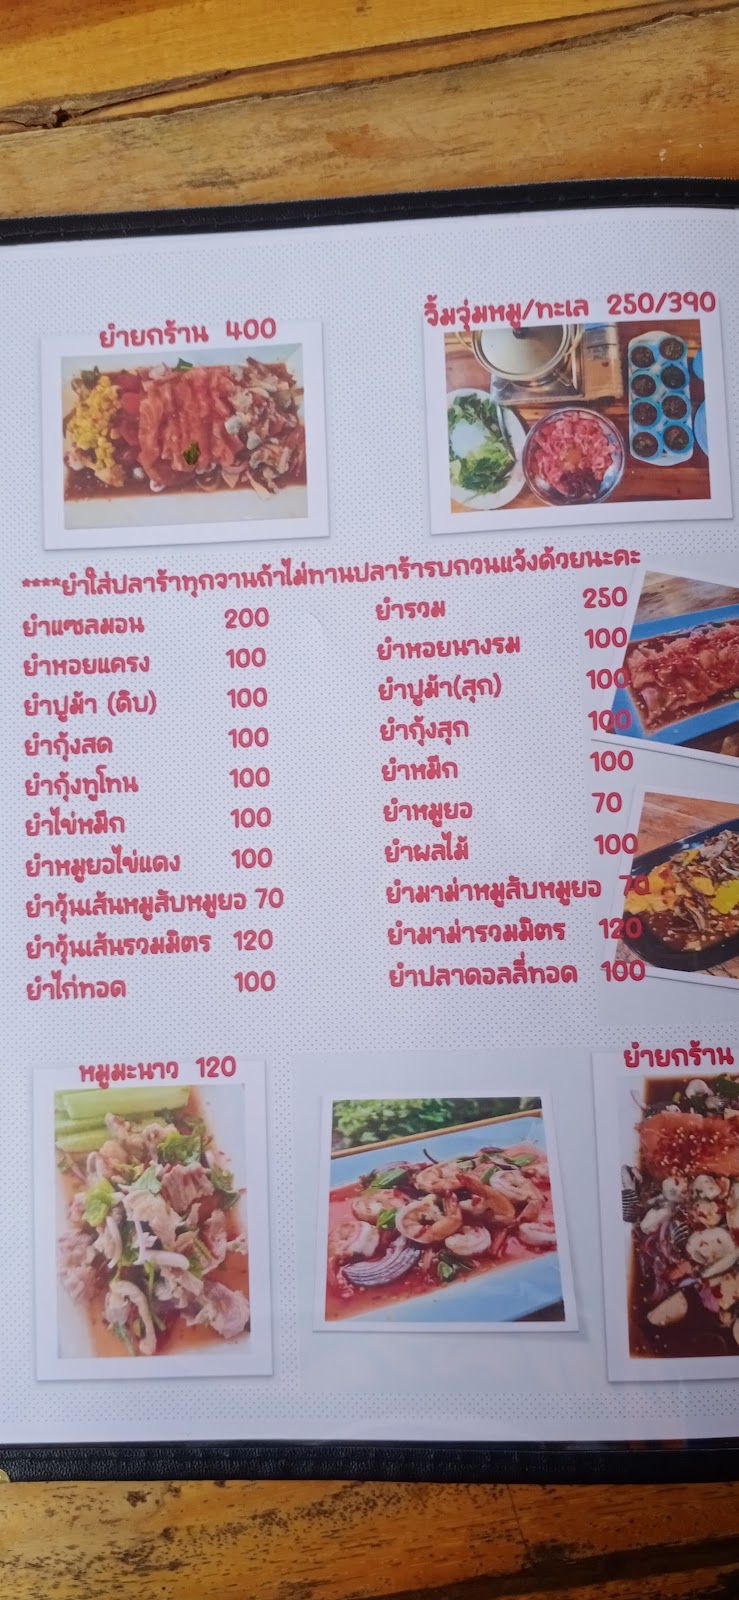 ยำยกร้าน 400
จิ้มจุ่มหมู/ทะเล 250/390
****ยำใส่ปลาร้าทุกจานถ้าไม่ทานปลาร้ารบกวนแจ้งด้วยนะคะ
ยำแซลมอน 200
ยำหอยแครง 100
ยำปูม้า (ดิบ) 100
ยำกุ้งสด 100
ยำกุ้งทูโทน 100
ยำไข่หมึก 100
ยำหมูยอไข่แดง 100
ยำวุ้นเส้นหมูสับหมูยอ 70
ยำวุ้นเส้นรวมมิตร 120
ยำไก่ทอด 100
ยำรวม 250
ยำหอยนางรม 100
ยำปูม้า(สุก) 100
ยำกุ้งสุก 100
ยำหมึก 100
ยำหมูยอ 70
ยำผลไม้ 100
ยำมาม่าหมูสับหมูยอ 70
ยำมาม่ารวมมิตร 120
ยำปลาดอลลี่ทอด 100
หมูมะนาว 120
ยำยกร้าน